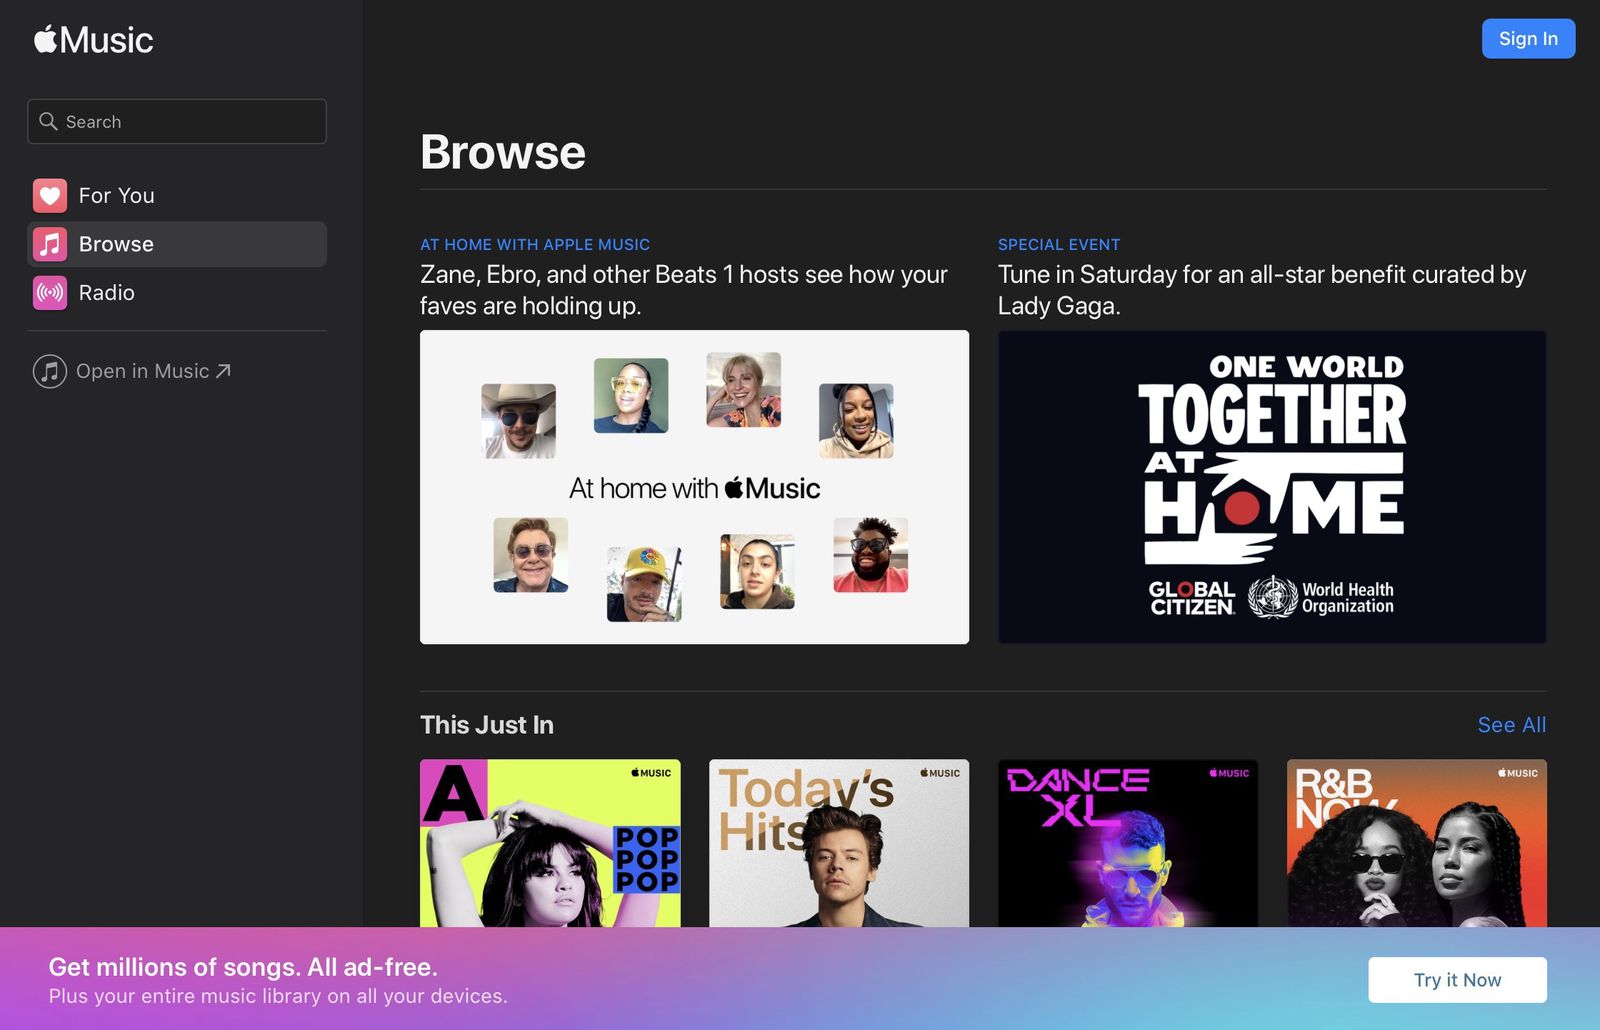 Music
Sign In
Search
For You
Browse
Radio
Open in Music
Browse
AT HOME WITH APPLE MUSIC
Zane, Ebro, and other Beats 1 hosts see how your
faves are holding up.
At home with Music
SPECIAL EVENT
Tune in Saturday for an all-star benefit curated by
Lady Gaga.
ONE WORLD
TOGETHER
AT
HOME
GLOBAL
CITIZEN
World Health
Organization
This Just In
See All
A
MUSIC
POP
POP
POP
Today's
Hits
MUSIC
DANCE
XL
MUSIC
R&B
NOW
MUSIC
Get millions of songs. All ad-free.
Plus your entire music library on all your devices.
Try it Now